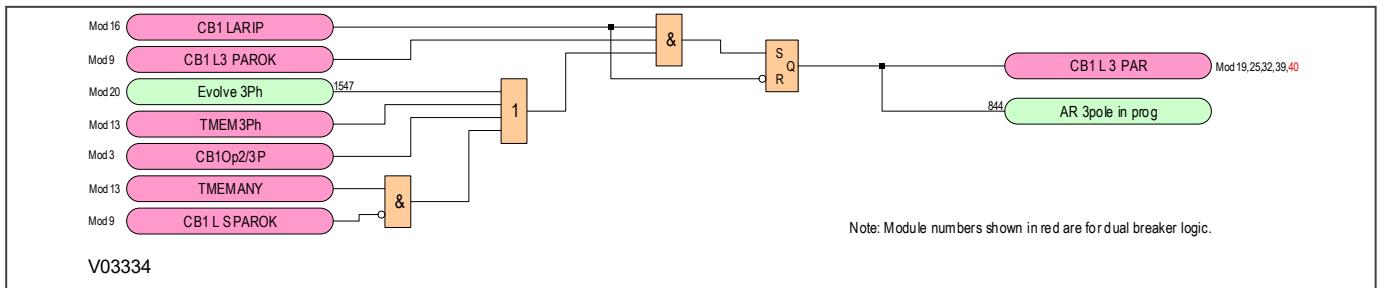 Mod 16 CB1 LARIP
Mod 9 CB1 L3 PAROK
Mod 20 Evolve 3Ph 1547
Mod 13 TMEM3Ph
Mod 3 CB1Op2/3P
Mod 13 TMEMANY
Mod 9 CB1 L SPAROK
&
1
&
S
Q
R
CB1 L 3 PAR Mod 19,25,32,39,40
844 AR 3pole in prog
Note: Module numbers shown in red are for dual breaker logic.
V03334